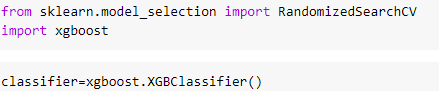 from sklearn.model_selection import RandomizedSearchCV
import xgboost
classifier=xgboost.XGBClassifier()